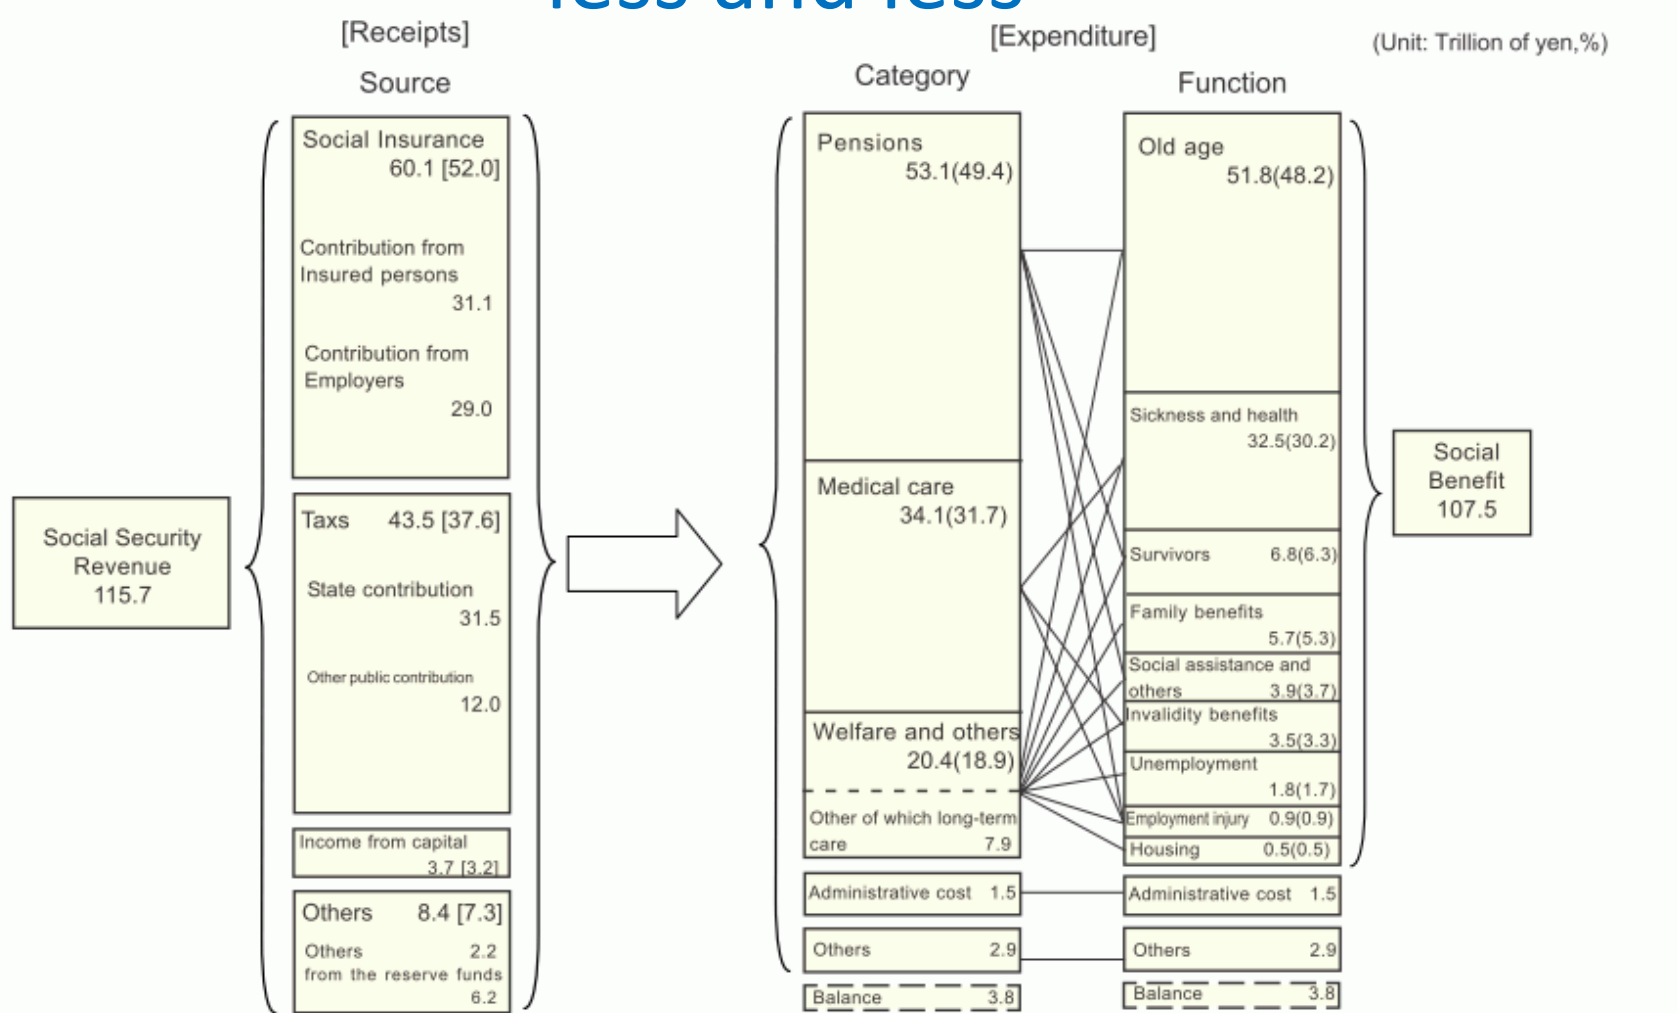 less and less
[Receipts]
[Expenditure]
(Unit: Trillion of yen,%)
Source
Category
Function
Social Security
Revenue
115.7
Social Insurance
60.1 [52.0]
Contribution from
Insured persons
31.1
Contribution from
Employers
29.0
Taxs 43.5 [37.6]
State contribution
31.5
Other public contribution
12.0
Income from capital
3.7 [3.2]
Others 8.4 [7.3]
Others 2.2
from the reserve funds
6.2
Pensions
53.1(49.4)
Medical care
34.1(31.7)
Welfare and others
20.4(18.9)
Other of which long-term
care 7.9
Administrative cost 1.5
Others 2.9
Balance 3.8
Old age
51.8(48.2)
Sickness and health
32.5(30.2)
Survivors 6.8(6.3)
Family benefits
5.7(5.3)
Social assistance and
others 3.9(3.7)
Invalidity benefits
3.5(3.3)
Unemployment
1.8(1.7)
Employment injury 0.9(0.9)
Housing 0.5(0.5)
Administrative cost 1.5
Others 2.9
Balance 3.8
Social
Benefit
107.5